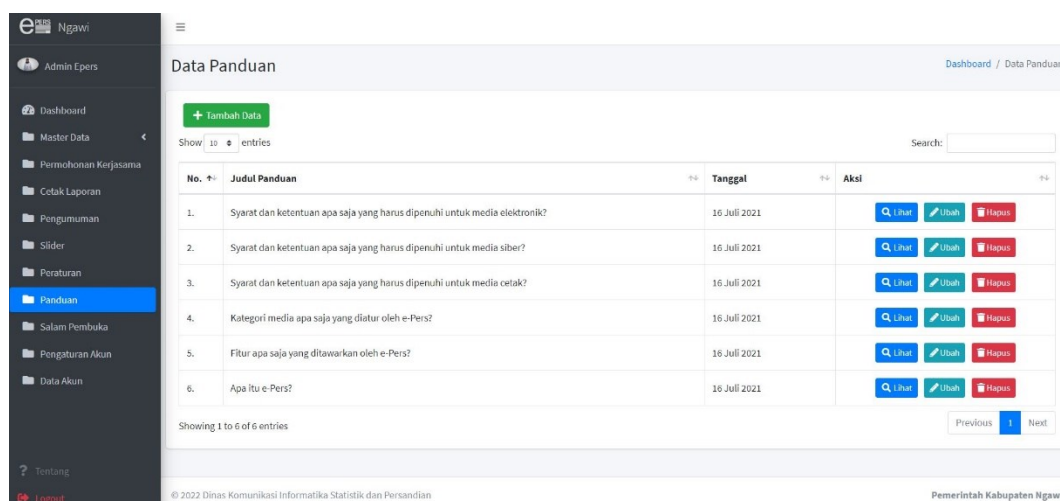 ePERS Ngawi
Admin Epers
Dashboard
Master Data
Permohonan Kerjasama
Cetak Laporan
Pengumuman
Slider
Peraturan
Panduan
Salam Pembuka
Pengaturan Akun
Data Akun
Tentang
Logout
Data Panduan
Dashboard / Data Panduan
+ Tambah Data
Show 10 entries
Search:
No. Judul Panduan Tanggal Aksi
1. Syarat dan ketentuan apa saja yang harus dipenuhi untuk media elektronik? 16 Juli 2021 Lihat Ubah Hapus
2. Syarat dan ketentuan apa saja yang harus dipenuhi untuk media siber? 16 Juli 2021 Lihat Ubah Hapus
3. Syarat dan ketentuan apa saja yang harus dipenuhi untuk media cetak? 16 Juli 2021 Lihat Ubah Hapus
4. Kategori media apa saja yang diatur oleh e-Pers? 16 Juli 2021 Lihat Ubah Hapus
5. Fitur apa saja yang ditawarkan oleh e-Pers? 16 Juli 2021 Lihat Ubah Hapus
6. Apa itu e-Pers? 16 Juli 2021 Lihat Ubah Hapus
Showing 1 to 6 of 6 entries
Previous 1 Next
© 2022 Dinas Komunikasi Informatika Statistik dan Persandian
Pemerintah Kabupaten Ngawi